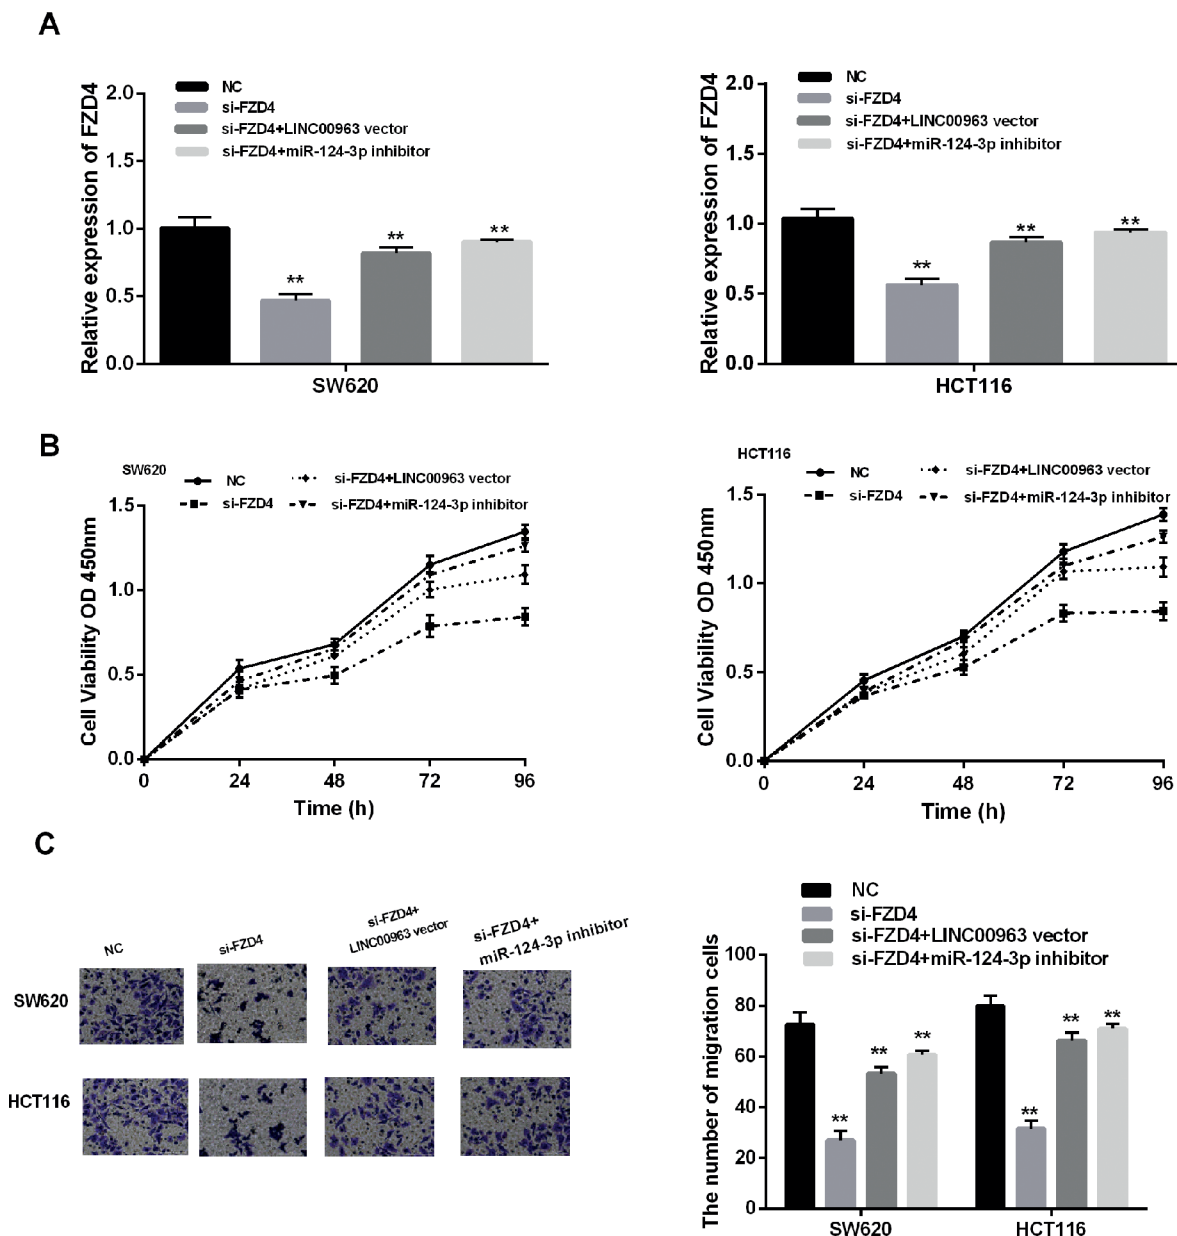 A
NC
si-FZD4
si-FZD4+LINC00963 vector
si-FZD4+miR-124-3p inhibitor
Relative expression of FZD4
2.0
1.5
1.0
0.5
0.0
**
**
**
SW620
NC
si-FZD4
si-FZD4+LINC00963 vector
si-FZD4+miR-124-3p inhibitor
Relative expression of FZD4
2.0
1.5
1.0
0.5
0.0
**
**
**
HCT116
B
SW620
NC
si-FZD4+LINC00963 vector
si-FZD4
si-FZD4+miR-124-3p inhibitor
Cell Viability OD 450nm
1.5
1.0
0.5
0.0
0
24
48
72
96
Time (h)
HCT116
NC
si-FZD4+LINC00963 vector
si-FZD4
si-FZD4+miR-124-3p inhibitor
Cell Viability OD 450nm
1.5
1.0
0.5
0.0
0
24
48
72
96
Time (h)
C
NC
si-FZD4
si-FZD4+
LINC00963 vector
si-FZD4+
miR-124-3p inhibitor
SW620
HCT116
NC
si-FZD4
si-FZD4+LINC00963 vector
si-FZD4+miR-124-3p inhibitor
The number of migration cells
100
80
60
40
20
0
**
**
**
**
**
**
SW620
HCT116